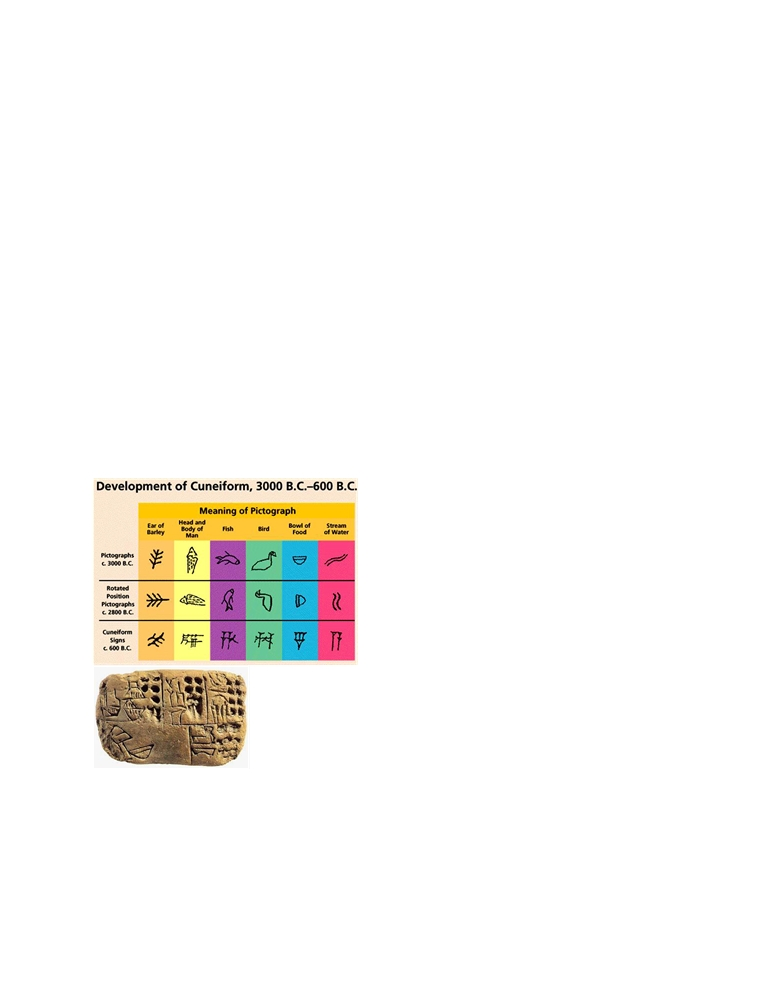 Development of Cuneiform, 3000 B.C.–600 B.C.
Meaning of Pictograph
Ear of
Barley
Head and
Body of
Man
Fish
Bird
Bowl of
Food
Stream
of Water
Pictographs
c. 3000 B.C.
Rotated
Position
Pictographs
c. 2800 B.C.
Cuneiform
Signs
c. 600 B.C.